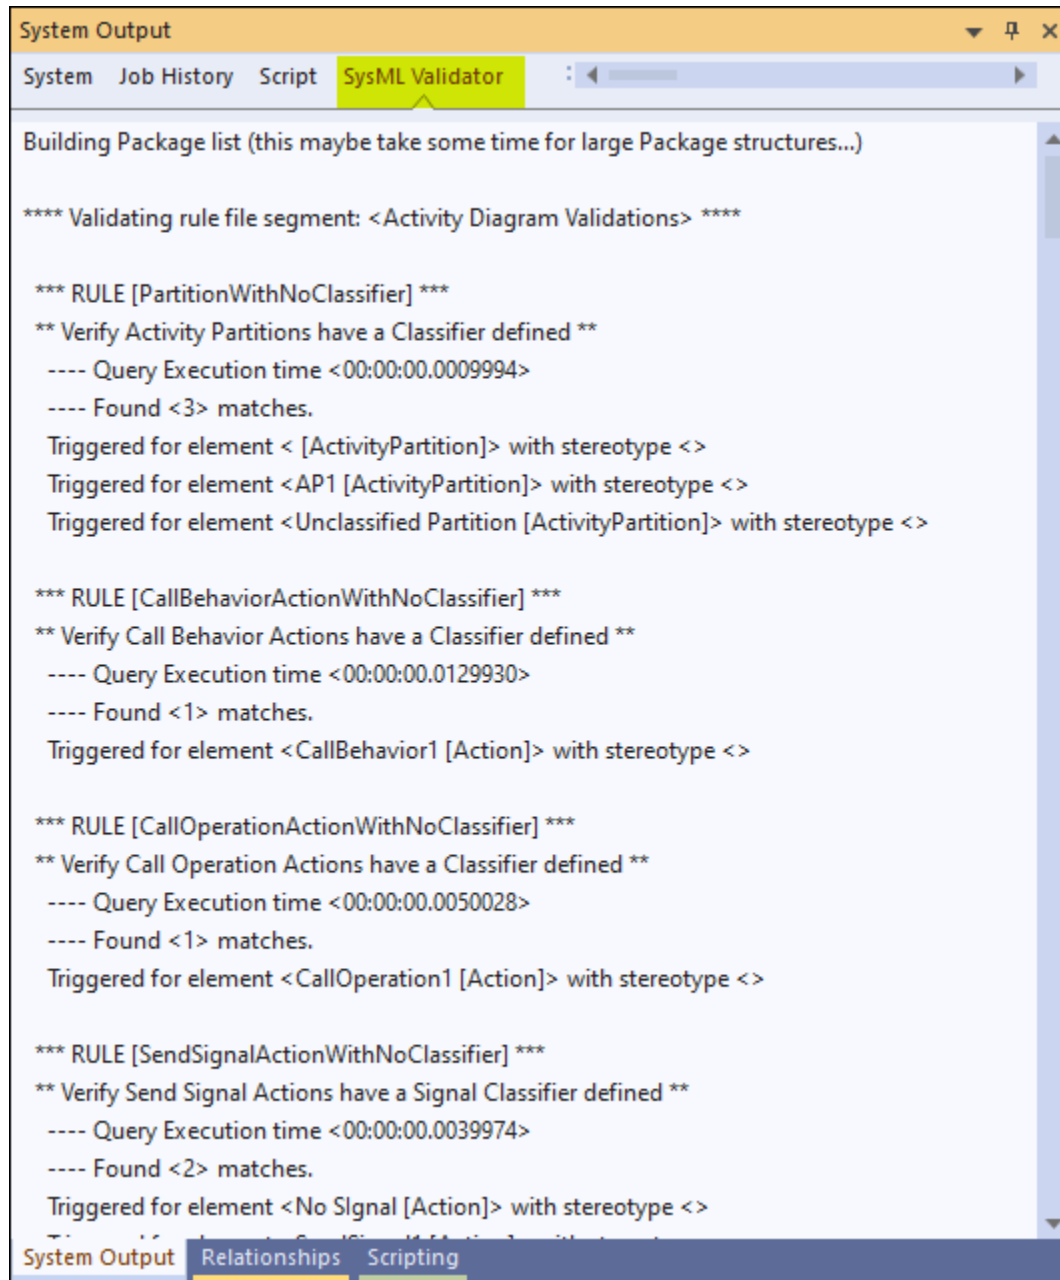 System Output
System Job History Script SysML Validator
Building Package list (this maybe take some time for large Package structures...)
**** Validating rule file segment: <Activity Diagram Validations> ****
*** RULE [PartitionWithNoClassifier] ***
** Verify Activity Partitions have a Classifier defined **
---- Query Execution time <00:00:00.0009994>
---- Found <3> matches.
Triggered for element < [ActivityPartition]> with stereotype <>
Triggered for element <AP1 [ActivityPartition]> with stereotype <>
Triggered for element <Unclassified Partition [ActivityPartition]> with stereotype <>
*** RULE [CallBehaviorActionWithNoClassifier] ***
** Verify Call Behavior Actions have a Classifier defined **
---- Query Execution time <00:00:00.0129930>
---- Found <1> matches.
Triggered for element <CallBehavior1 [Action]> with stereotype <>
*** RULE [CallOperationActionWithNoClassifier] ***
** Verify Call Operation Actions have a Classifier defined **
---- Query Execution time <00:00:00.0050028>
---- Found <1> matches.
Triggered for element <CallOperation1 [Action]> with stereotype <>
*** RULE [SendSignalActionWithNoClassifier] ***
** Verify Send Signal Actions have a Signal Classifier defined **
---- Query Execution time <00:00:00.0039974>
---- Found <2> matches.
Triggered for element <No SIgnal [Action]> with stereotype <>
System Output Relationships Scripting